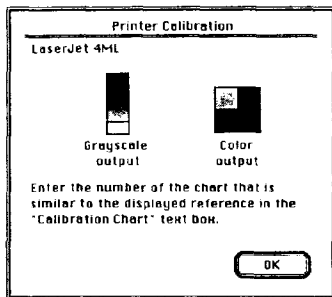 Printer Calibration
LaserJet 4ML
Grayscale output
Color output
Enter the number of the chart that is
similar to the displayed reference in the
"Calibration Chart" text box.
OK